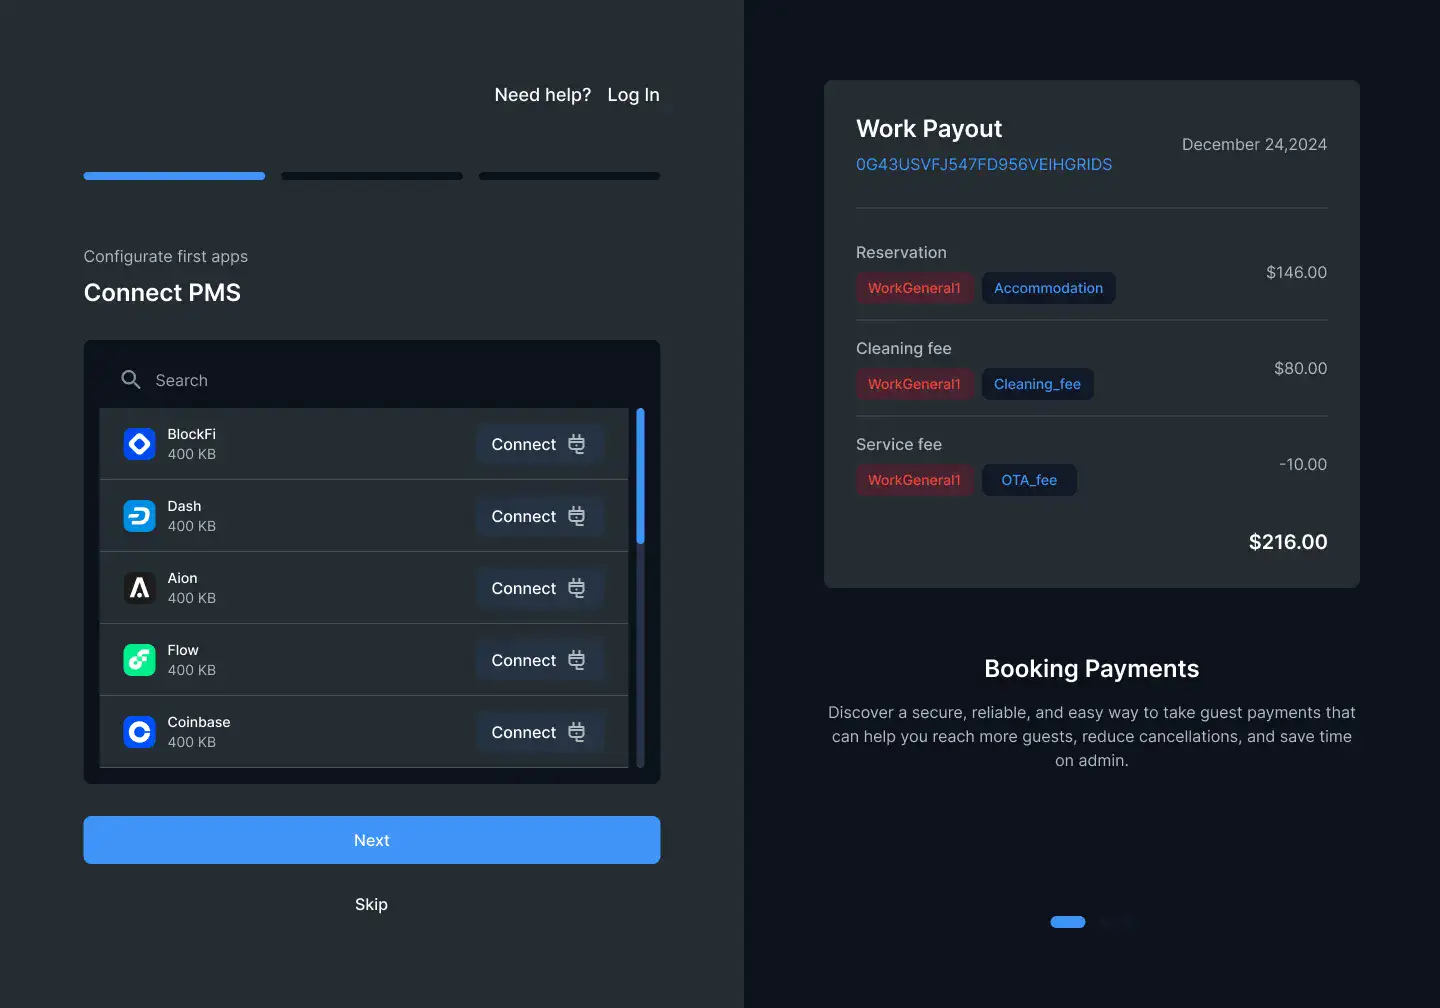 Need help? Log In
Configurate first apps
Connect PMS
Search
BlockFi
400 KB
Connect
Dash
400 KB
Connect
Aion
400 KB
Connect
Flow
400 KB
Connect
Coinbase
400 KB
Connect
Next
Skip
Work Payout
0G43USVFJ547FD956VEIHGRIDS
December 24,2024
Reservation
WorkGeneral1 Accommodation
$146.00
Cleaning fee
WorkGeneral1 Cleaning_fee
$80.00
Service fee
WorkGeneral1 OTA_fee
-10.00
$216.00
Booking Payments
Discover a secure, reliable, and easy way to take guest payments that
can help you reach more guests, reduce cancellations, and save time
on admin.